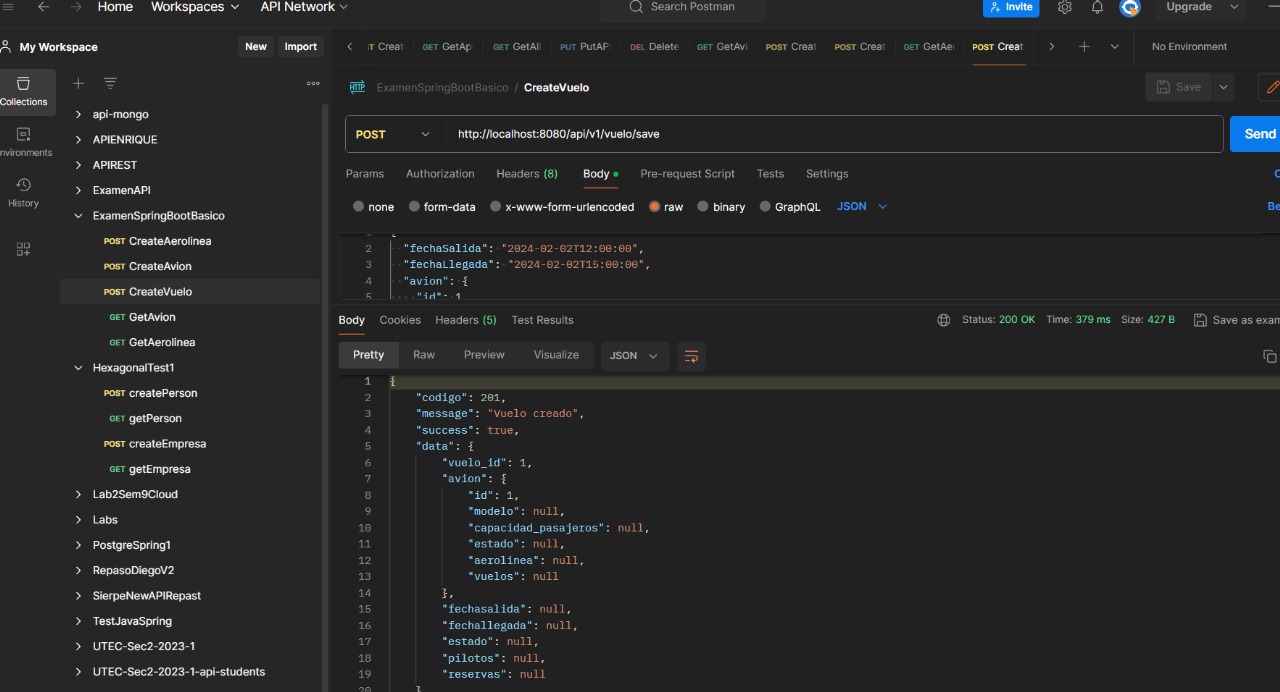 Home Workspaces API Network Search Postman Invite Upgrade
My Workspace New Import
GET GetAp GET GetAll PUT PutAPI DEL Delete GET GetAvi POST Creat POST Creat GET GetAer POST Creat No Environment
Collections
History
api-mongo
APIENRIQUE
APIREST
ExamenAPI
ExamenSpringBootBasico
POST CreateAerolinea
POST CreateAvion
POST CreateVuelo
GET GetAvion
GET GetAerolinea
HexagonalTest1
POST createPerson
GET getPerson
POST createEmpresa
GET getEmpresa
Lab2Sem9Cloud
Labs
PostgreSpring1
RepasoDiegoV2
SierpeNewAPIRepast
TestJavaSpring
UTEC-Sec2-2023-1
UTEC-Sec2-2023-1-api-students
HTTP ExamenSpringBootBasico / CreateVuelo Save
POST http://localhost:8080/api/v1/vuelo/save Send
Params Authorization Headers (8) Body Pre-request Script Tests Settings
none form-data x-www-form-urlencoded raw binary GraphQL JSON Be
2 "fechaSalida": "2024-02-02T12:00:00",
3 "fechaLlegada": "2024-02-02T15:00:00",
4 "avion": {
5 "id": 1
Body Cookies Headers (5) Test Results Status: 200 OK Time: 379 ms Size: 427 B Save as exam
Pretty Raw Preview Visualize JSON
1 {
2 "codigo": 201,
3 "message": "Vuelo creado",
4 "success": true,
5 "data": {
6 "vuelo_id": 1,
7 "avion": {
8 "id": 1,
9 "modelo": null,
10 "capacidad_pasajeros": null,
11 "estado": null,
12 "aerolinea": null,
13 "vuelos": null
14 },
15 "fechasalida": null,
16 "fechallegada": null,
17 "estado": null,
18 "pilotos": null,
19 "reservas": null
20 }